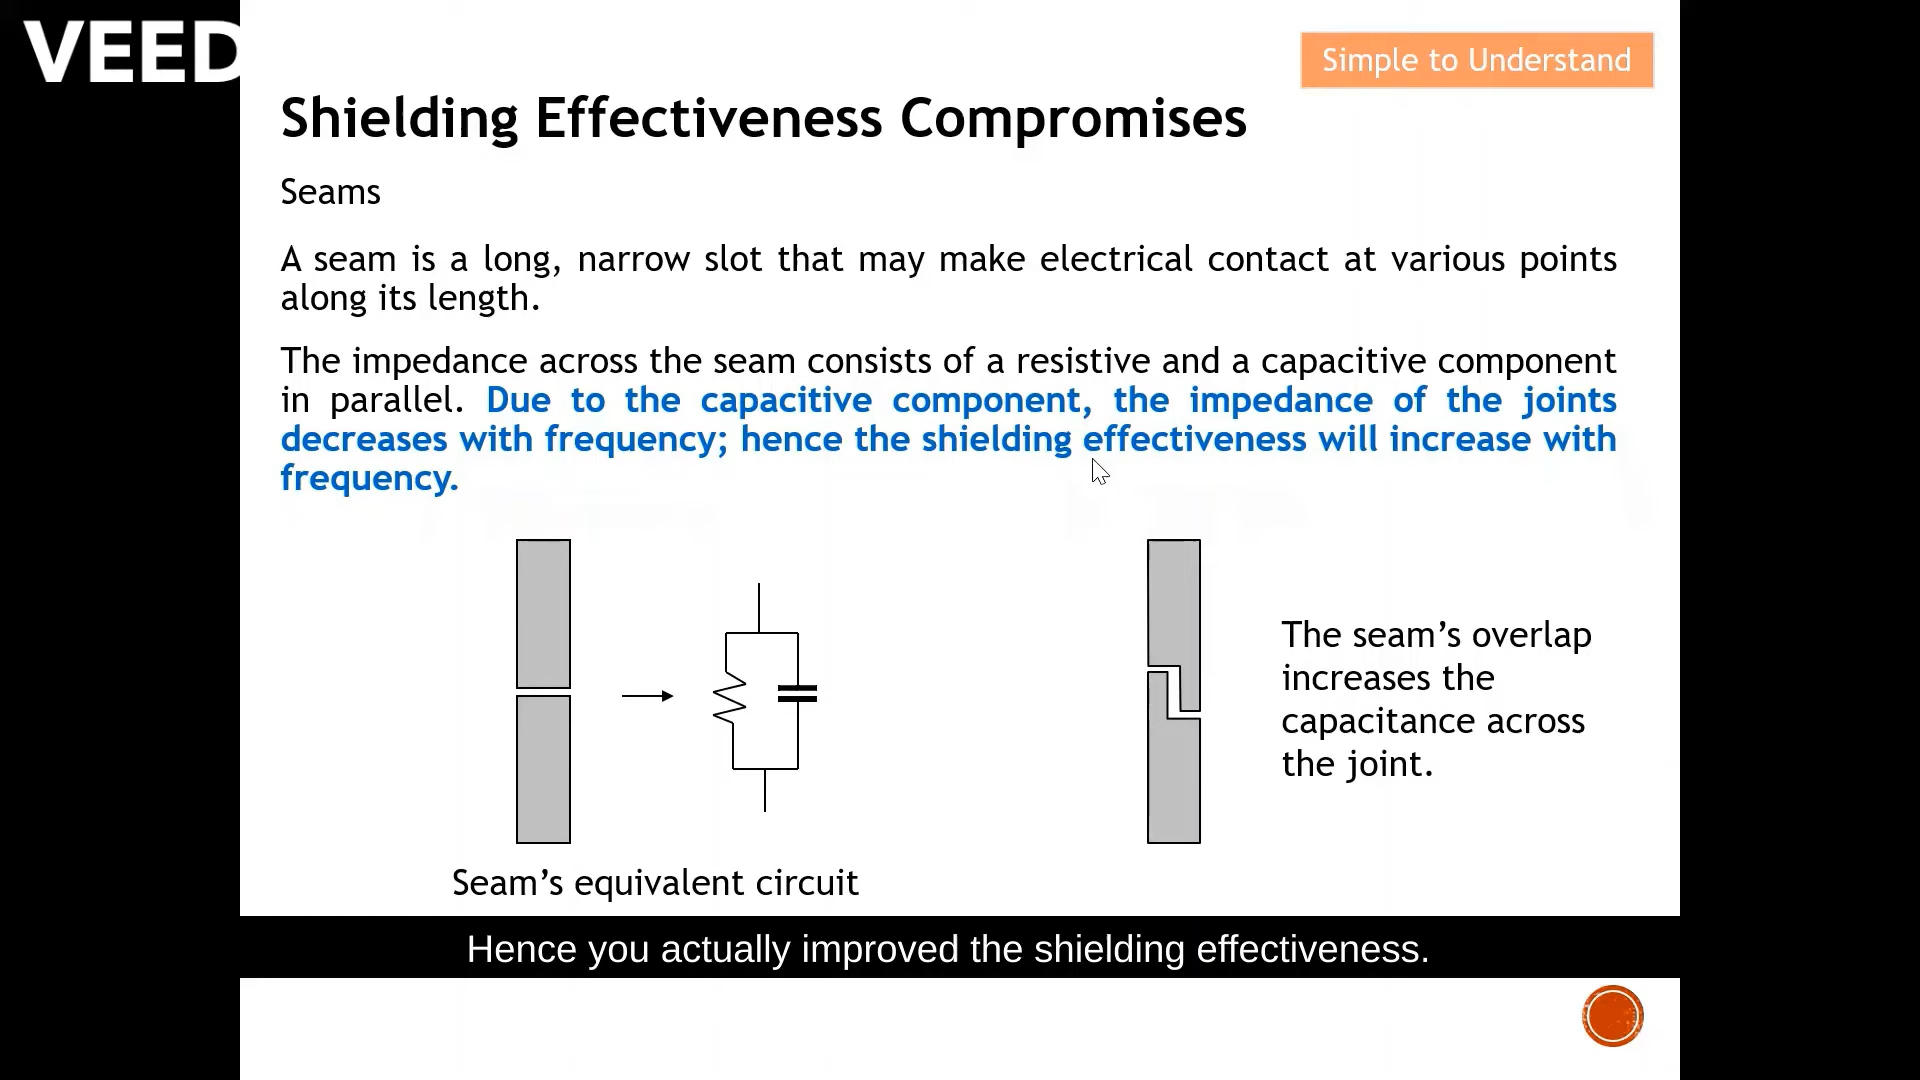 VEED
Simple to Understand
Shielding Effectiveness Compromises
Seams
A seam is a long, narrow slot that may make electrical contact at various points
along its length.
The impedance across the seam consists of a resistive and a capacitive component
in parallel. Due to the capacitive component, the impedance of the joints
decreases with frequency; hence the shielding effectiveness will increase with
frequency.
The seam’s overlap
increases the
capacitance across
the joint.
Seam’s equivalent circuit
Hence you actually improved the shielding effectiveness.